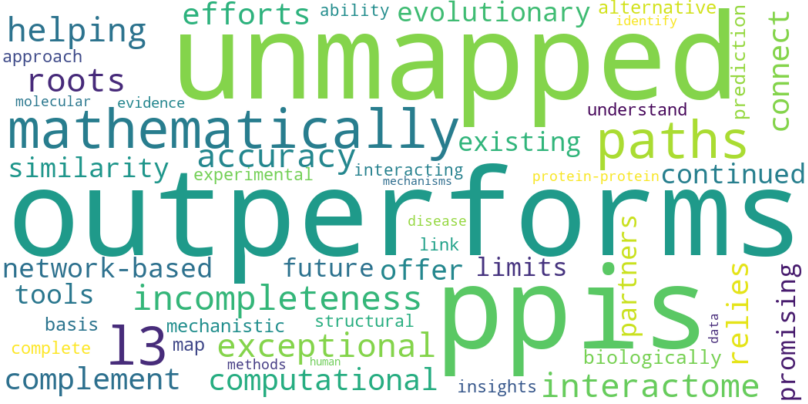 helping
efforts
ability
evolutionary
alternative
identify
approach
roots
unmapped
prediction
connect
molecular
evidence
understand
mathematically
existing
paths
similarity
accuracy
experimental
interacting
mechanisms
protein-protein
continued
outperforms
disease
link
partners
network-based
future
offer
limits
relies
promising
tools
incompleteness
ppis
basis
mechanistic
structural
data
complete
l3
map
exceptional
methods
human
biologically
complement
computational
insights
interactome